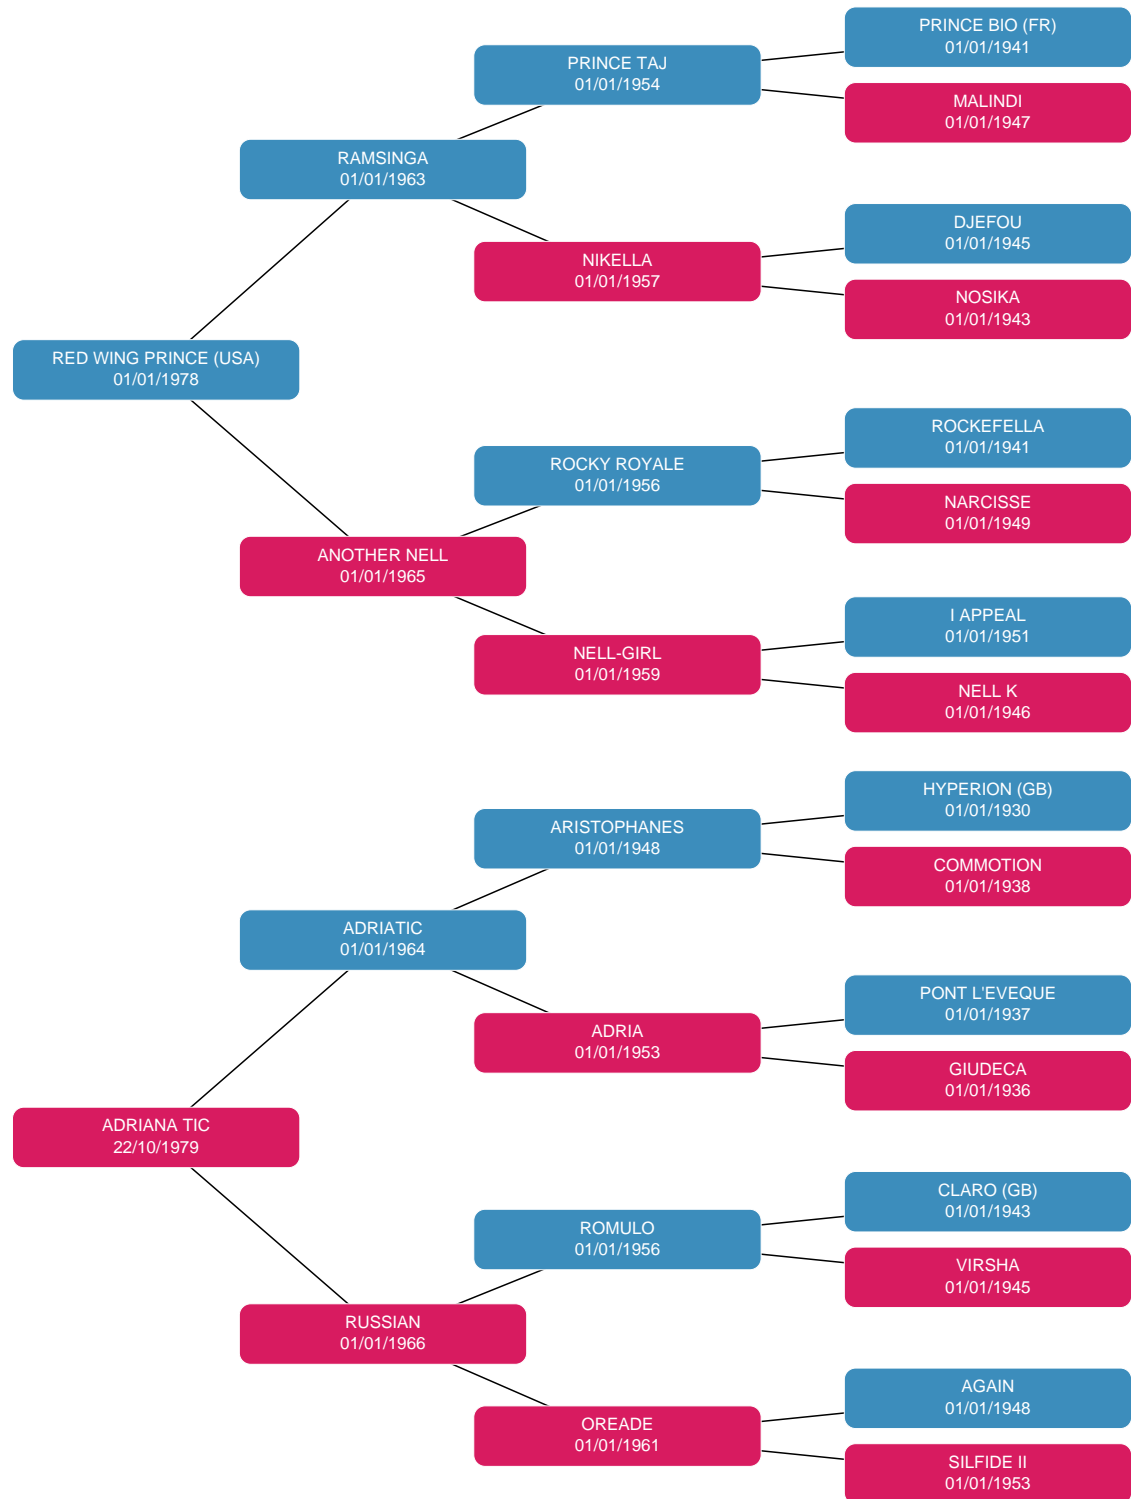 PRINCE BIO (FR)
01/01/1941
PRINCE TAJ
01/01/1954
MALINDI
01/01/1947
RAMSINGA
01/01/1963
DJEFOU
01/01/1945
NIKELLA
01/01/1957
NOSIKA
01/01/1943
RED WING PRINCE (USA)
01/01/1978
ROCKEFELLA
01/01/1941
ROCKY ROYALE
01/01/1956
NARCISSE
01/01/1949
ANOTHER NELL
01/01/1965
I APPEAL
01/01/1951
NELL-GIRL
01/01/1959
NELL K
01/01/1946
HYPERION (GB)
01/01/1930
ARISTOPHANES
01/01/1948
COMMOTION
01/01/1938
ADRIATIC
01/01/1964
PONT L'EVEQUE
01/01/1937
ADRIA
01/01/1953
GIUDECA
01/01/1936
ADRIANA TIC
22/10/1979
CLARO (GB)
01/01/1943
ROMULO
01/01/1956
VIRSHA
01/01/1945
RUSSIAN
01/01/1966
AGAIN
01/01/1948
OREADE
01/01/1961
SILFIDE II
01/01/1953